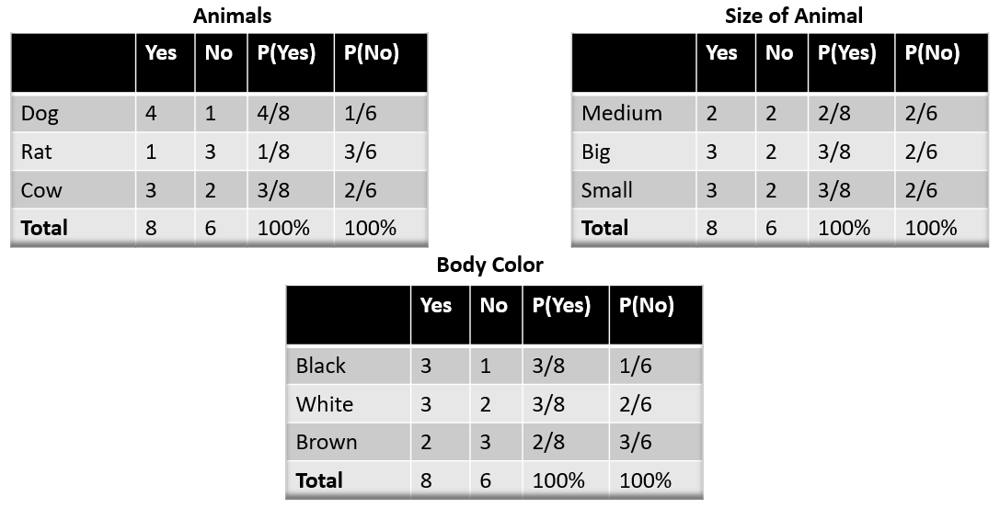 Animals
Yes No P(Yes) P(No)
Dog 4 1 4/8 1/6
Rat 1 3 1/8 3/6
Cow 3 2 3/8 2/6
Total 8 6 100% 100%
Size of Animal
Yes No P(Yes) P(No)
Medium 2 2 2/8 2/6
Big 3 2 3/8 2/6
Small 3 2 3/8 2/6
Total 8 6 100% 100%
Body Color
Yes No P(Yes) P(No)
Black 3 1 3/8 1/6
White 3 2 3/8 2/6
Brown 2 3 2/8 3/6
Total 8 6 100% 100%